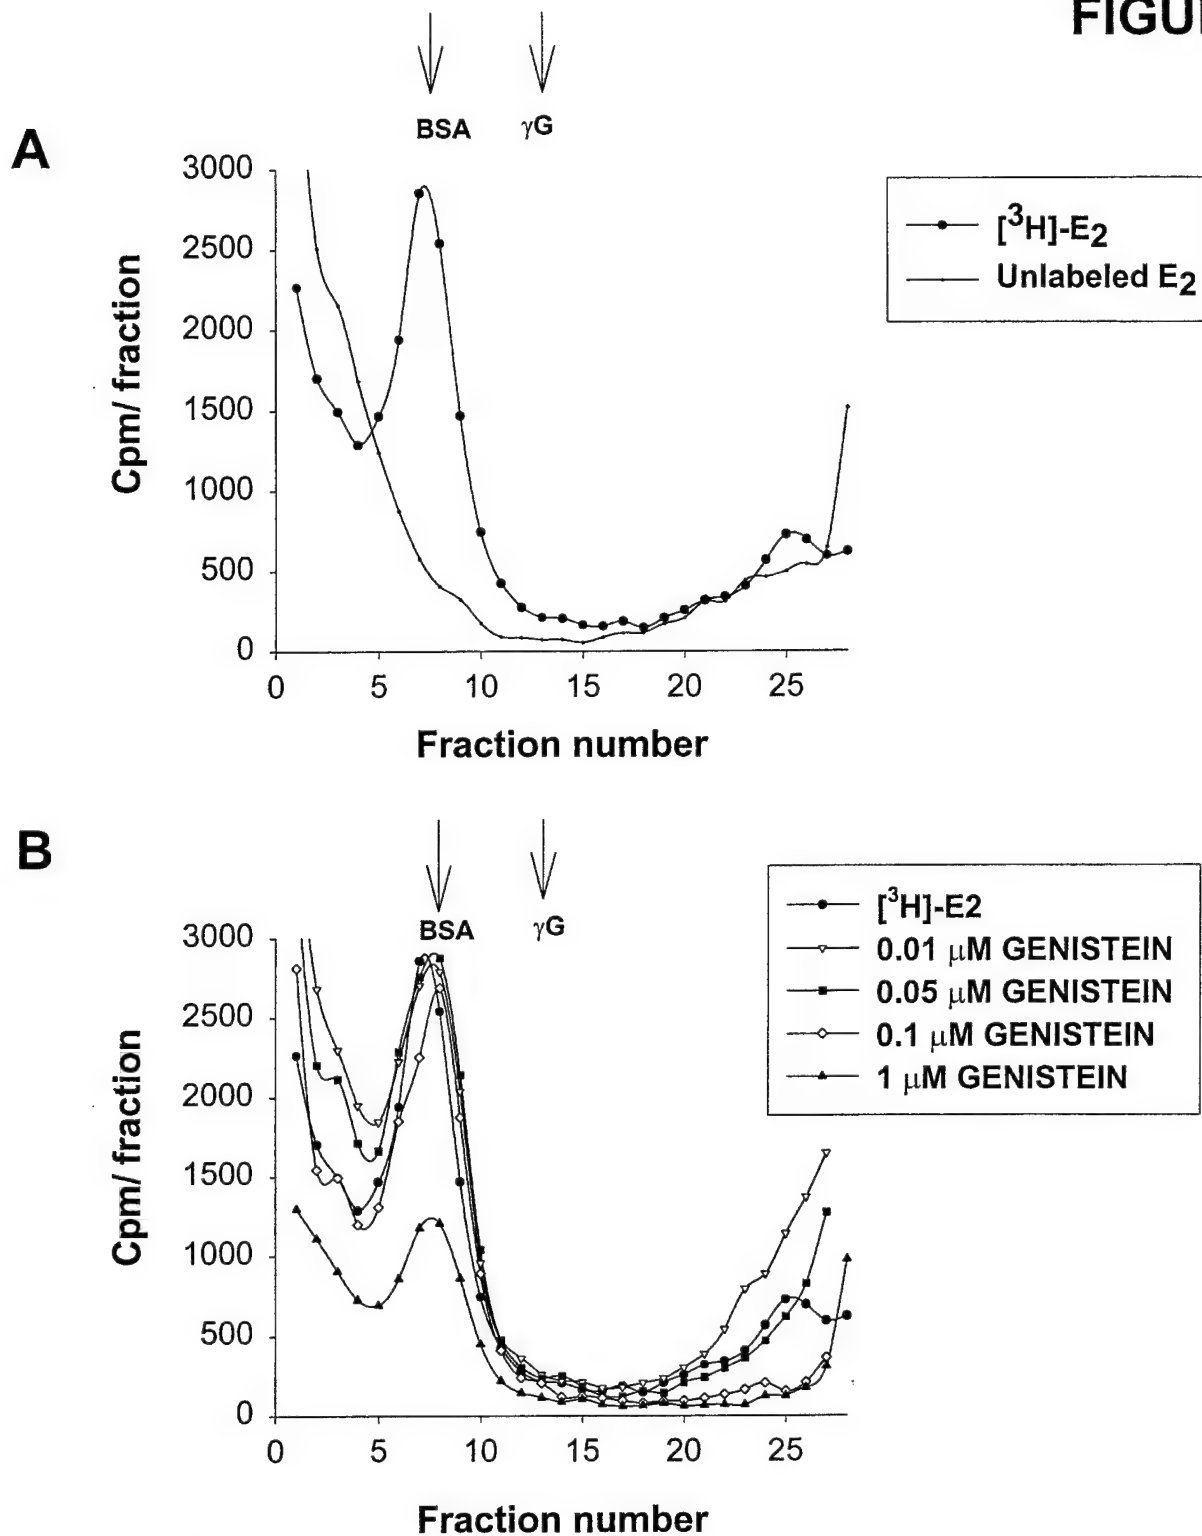 FIGU
BSA γG
A
3000
2500
2000
1500
1000
500
0
Cpm/ fraction
[³H]-E₂
Unlabeled E₂
0 5 10 15 20 25
Fraction number
B
BSA γG
3000
2500
2000
1500
1000
500
0
Cpm/ fraction
[³H]-E2
0.01 μM GENISTEIN
0.05 μM GENISTEIN
0.1 μM GENISTEIN
1 μM GENISTEIN
0 5 10 15 20 25
Fraction number